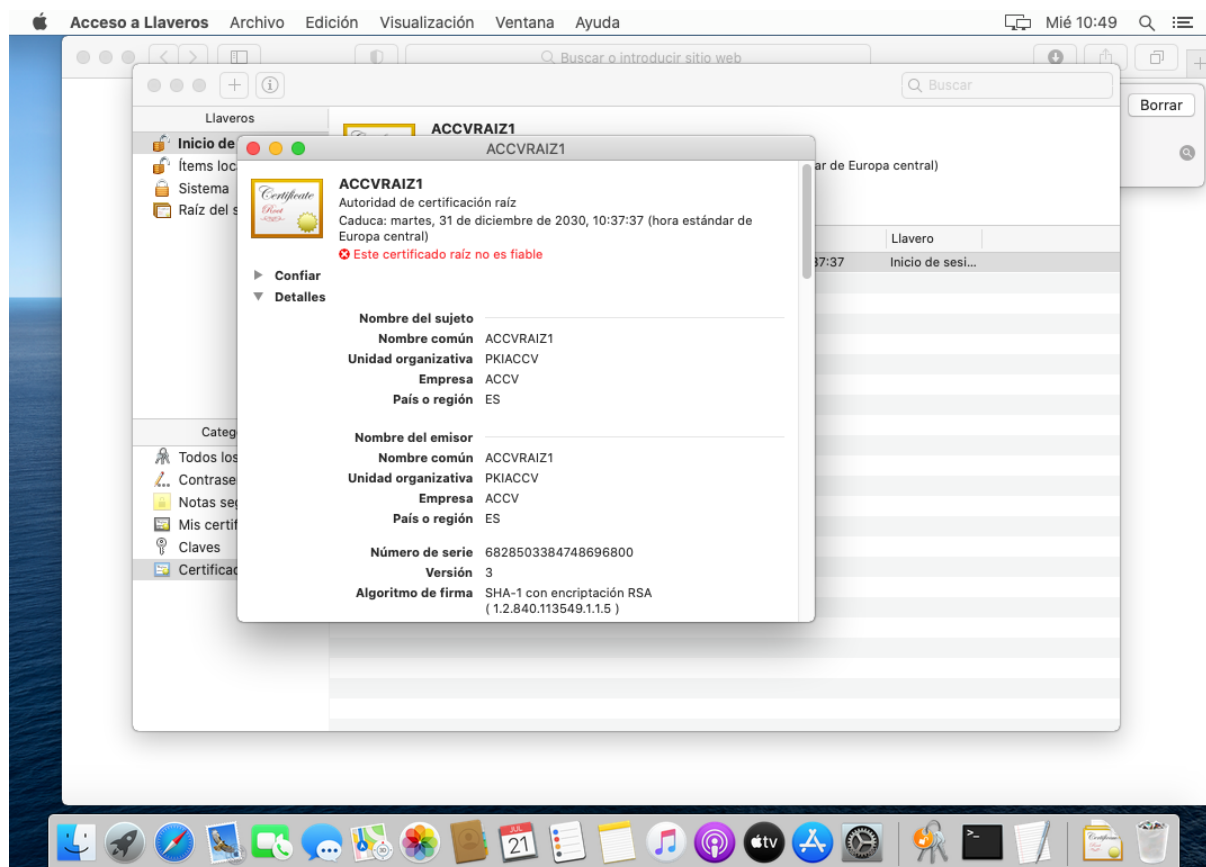 Acceso a Llaveros Archivo Edición Visualización Ventana Ayuda Mié 10:49
Buscar o introducir sitio web
Buscar
Borrar
Llaveros
Inicio de
Ítems loc
Sistema
Raíz del s
ACCVRAIZ1
ar de Europa central)
Llavero
37:37 Inicio de sesi...
Categ
Todos los
Contrase
Notas seg
Mis certif
Claves
Certificad
ACCVRAIZ1
Certificate
Root
ACCVRAIZ1
Autoridad de certificación raíz
Caduca: martes, 31 de diciembre de 2030, 10:37:37 (hora estándar de
Europa central)
Este certificado raíz no es fiable
Confiar
Detalles
Nombre del sujeto
Nombre común ACCVRAIZ1
Unidad organizativa PKIACCV
Empresa ACCV
País o región ES
Nombre del emisor
Nombre común ACCVRAIZ1
Unidad organizativa PKIACCV
Empresa ACCV
País o región ES
Número de serie 6828503384748696800
Versión 3
Algoritmo de firma SHA-1 con encriptación RSA
( 1.2.840.113549.1.1.5 )
JUL
21
tv
>_